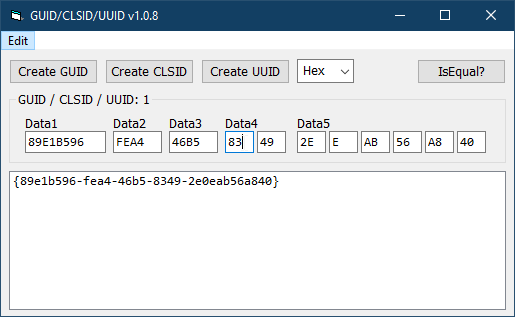 GUID/CLSID/UUID v1.0.8
Edit
Create GUID Create CLSID Create UUID Hex IsEqual?
GUID / CLSID / UUID: 1
Data1 Data2 Data3 Data4 Data5
89E1B596 FEA4 46B5 83 49 2E E AB 56 A8 40
{89e1b596-fea4-46b5-8349-2e0eab56a840}